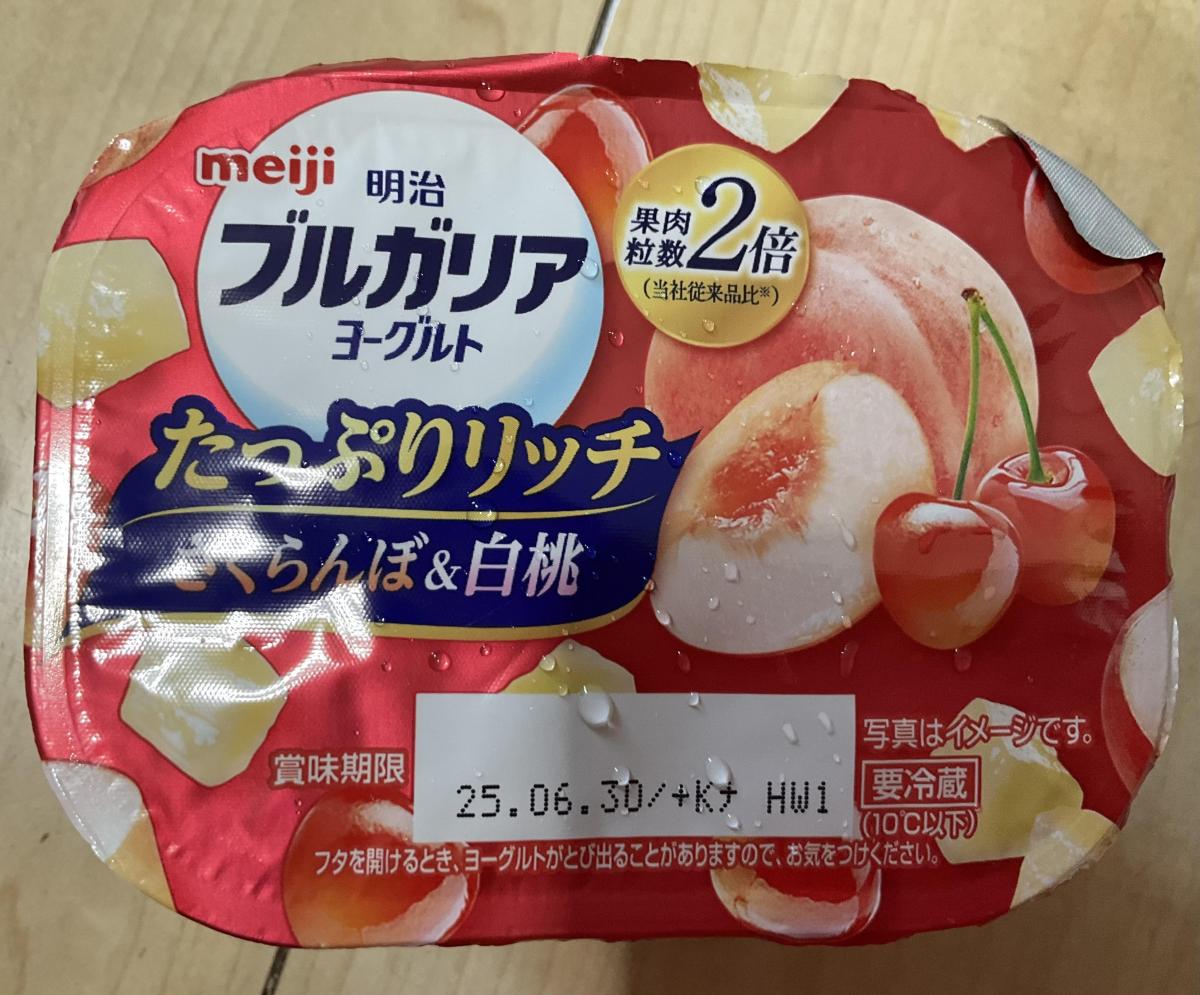 meiji
明治
ブルガリア
ヨーグルト
果肉
粒数2倍
(当社従来品比※)
たっぷりリッチ
さくらんぼ&白桃
賞味期限
25.06.30/+Kナ HW1
写真はイメージです。
要冷蔵
(10℃以下)
フタを開けるとき、ヨーグルトがとび出ることがありますので、お気をつけください。